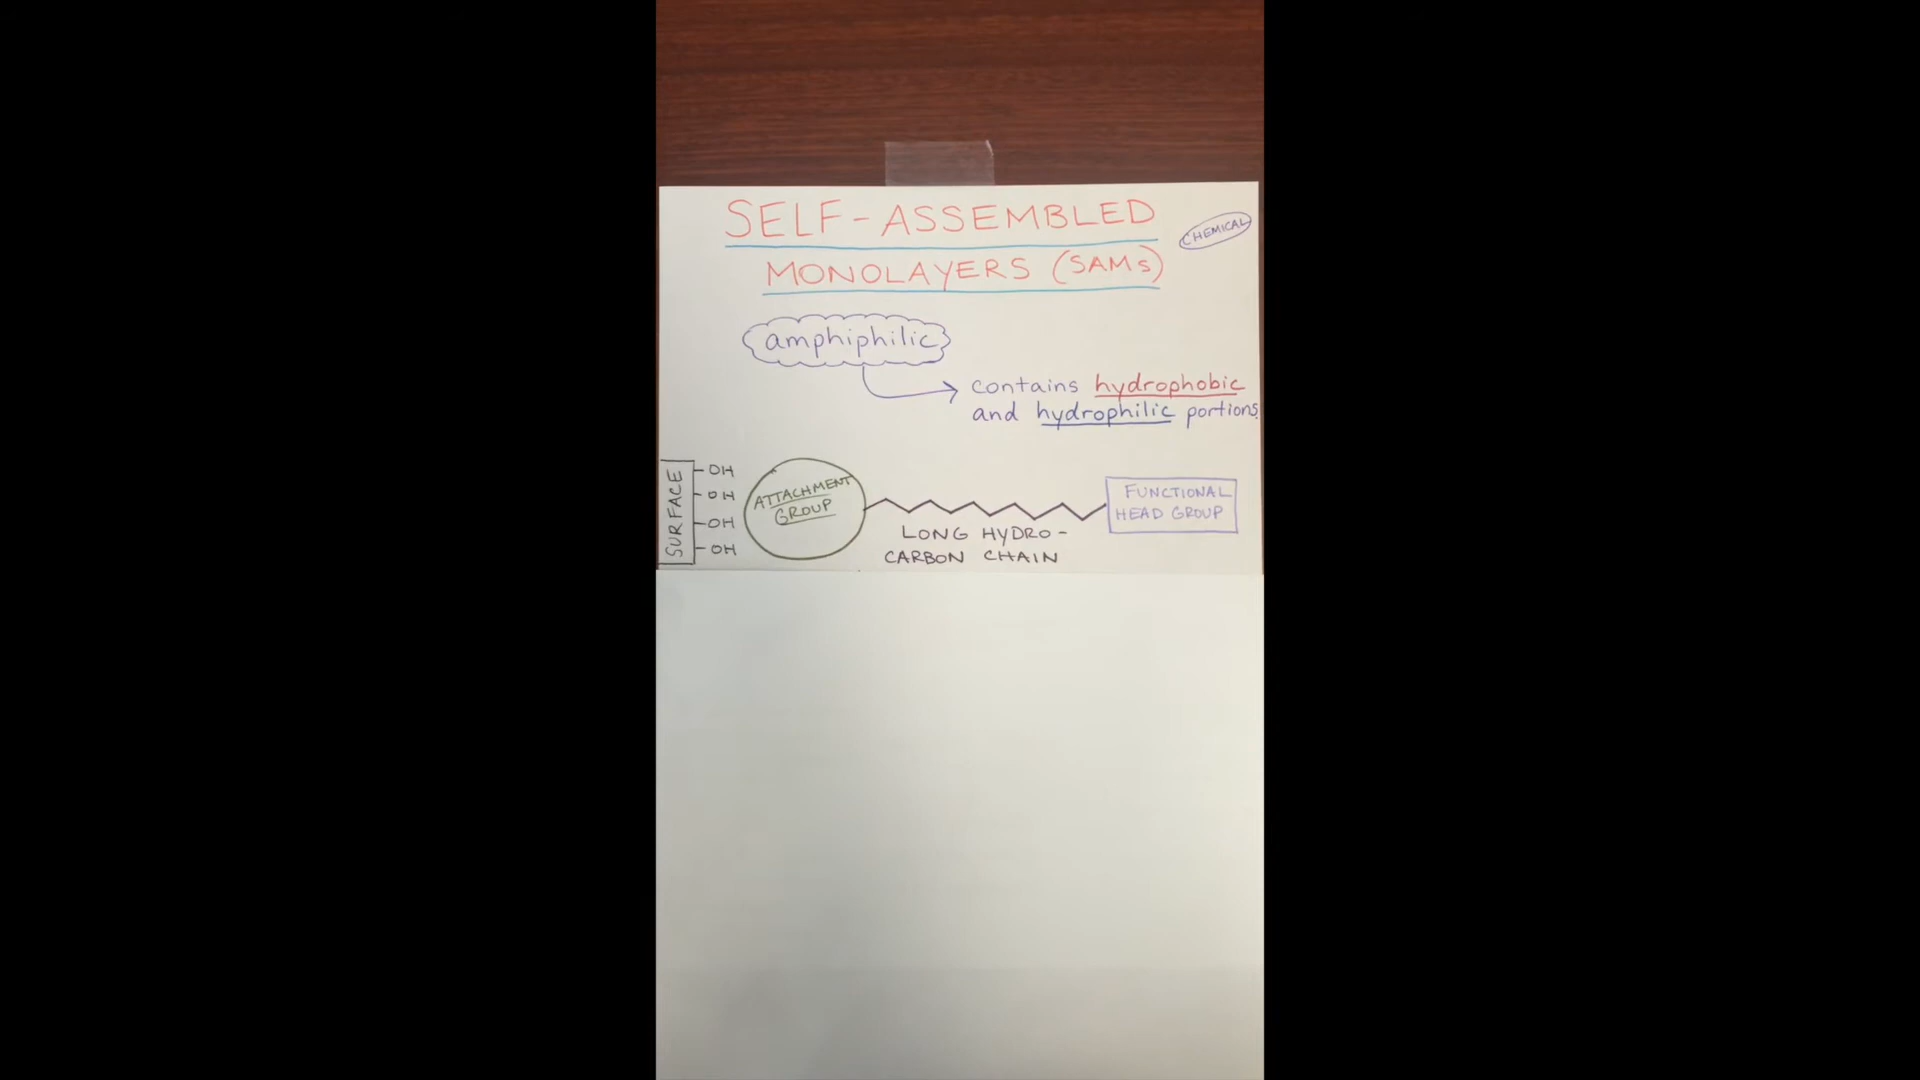 SELF-ASSEMBLED
MONOLAYERS (SAMs)
CHEMICAL
amphiphilic
contains hydrophobic
and hydrophilic portions.
SURFACE
-OH
-OH
-OH
-OH
ATTACHMENT
GROUP
LONG HYDRO-
CARBON CHAIN
FUNCTIONAL
HEAD GROUP